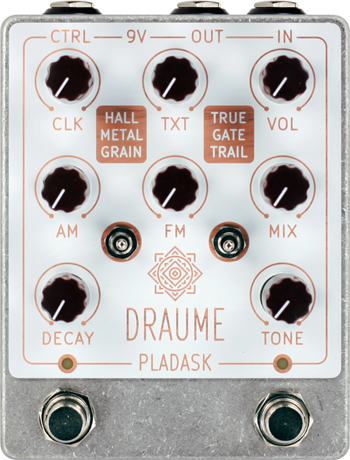 CTRL 9V OUT IN
CLK TXT VOL
HALL
METAL
GRAIN
TRUE
GATE
TRAIL
AM FM MIX
DECAY TONE
DRAUME
PLADASK